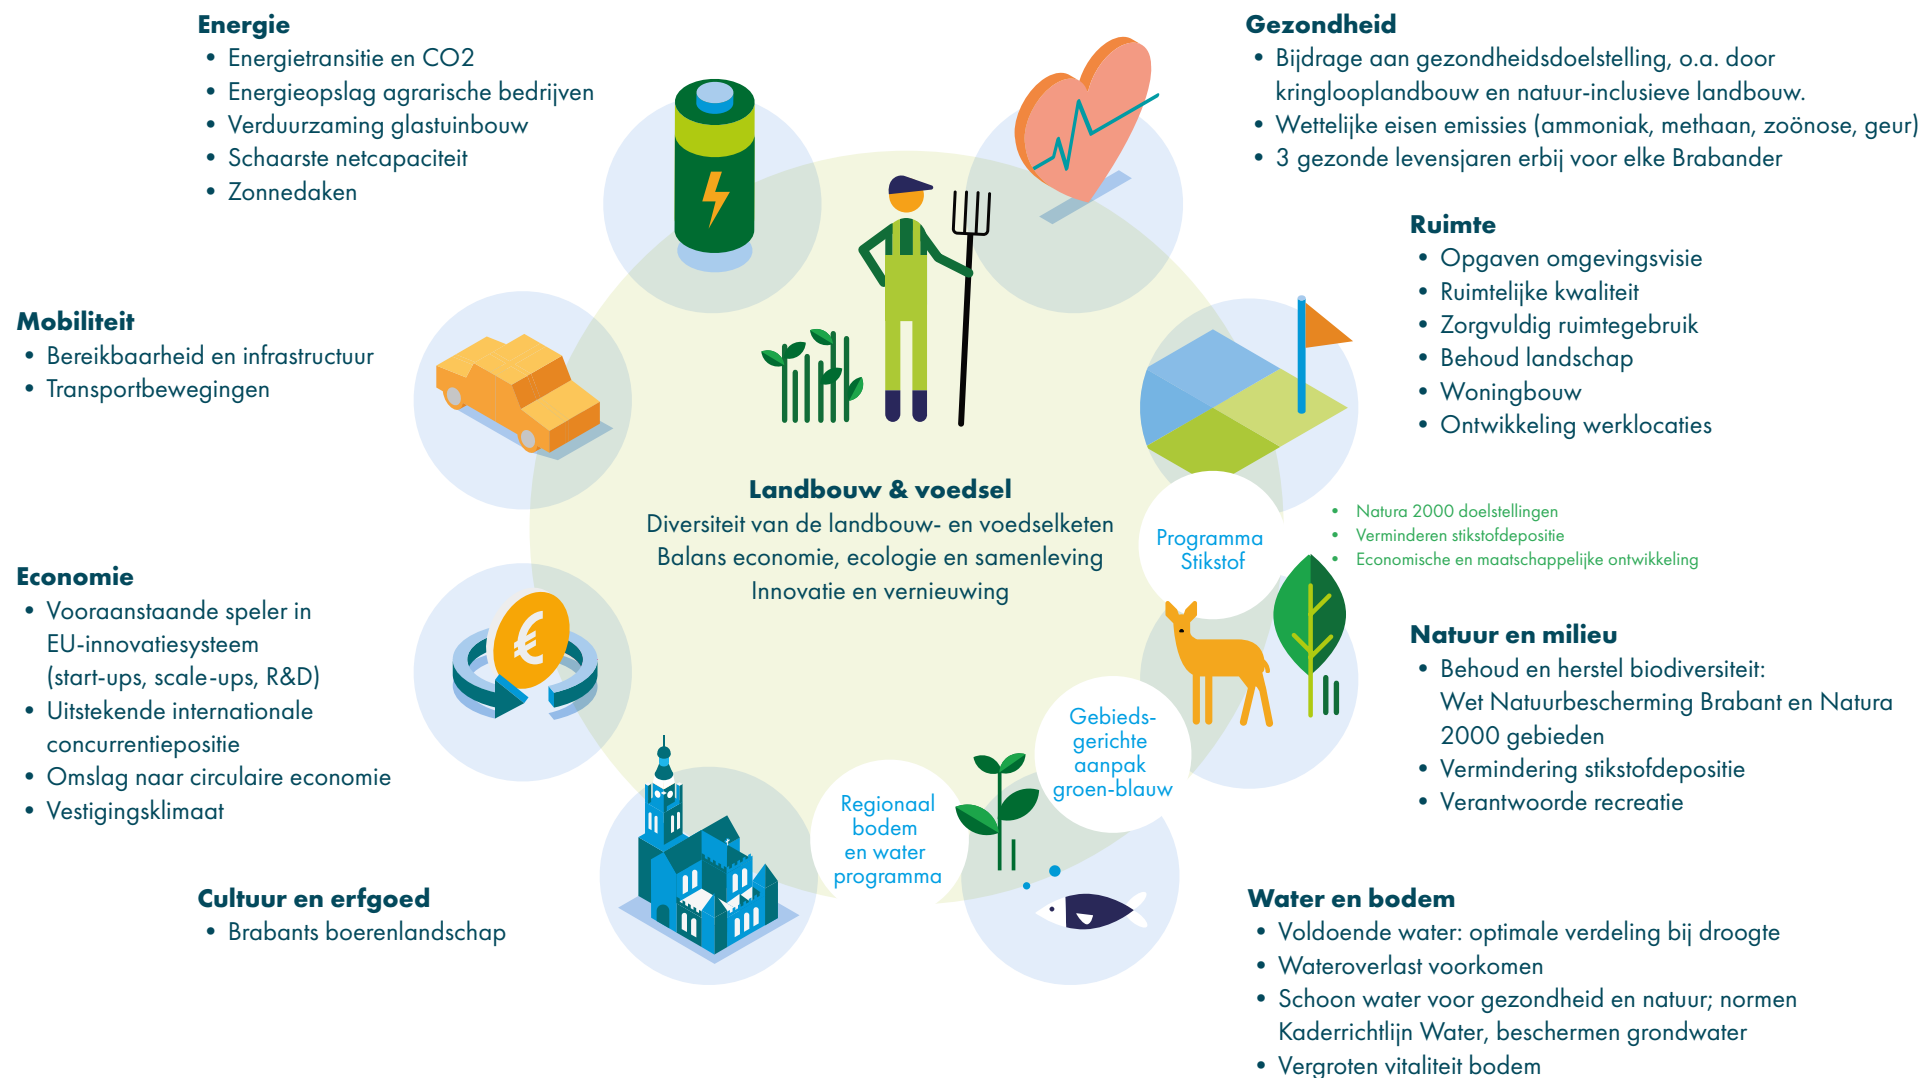 Energie
• Energietransitie en CO2
• Energieopslag agrarische bedrijven
• Verduurzaming glastuinbouw
• Schaarste netcapaciteit
• Zonnedaken
Gezondheid
• Bijdrage aan gezondheidsdoelstelling, o.a. door
kringlooplandbouw en natuur-inclusieve landbouw.
• Wettelijke eisen emissies (ammoniak, methaan, zoönose, geur)
• 3 gezonde levensjaren erbij voor elke Brabander
Ruimte
• Opgaven omgevingsvisie
• Ruimtelijke kwaliteit
• Zorgvuldig ruimtegebruik
• Behoud landschap
• Woningbouw
• Ontwikkeling werklocaties
Mobiliteit
• Bereikbaarheid en infrastructuur
• Transportbewegingen
Landbouw & voedsel
Diversiteit van de landbouw- en voedselketen
Balans economie, ecologie en samenleving
Innovatie en vernieuwing
Programma
Stikstof
• Natura 2000 doelstellingen
• Verminderen stikstofdepositie
• Economische en maatschappelijke ontwikkeling
Economie
• Vooraanstaande speler in
EU-innovatiesysteem
(start-ups, scale-ups, R&D)
• Uitstekende internationale
concurrentiepositie
• Omslag naar circulaire economie
• Vestigingsklimaat
€
Natuur en milieu
• Behoud en herstel biodiversiteit:
Wet Natuurbescherming Brabant en Natura
2000 gebieden
• Vermindering stikstofdepositie
• Verantwoorde recreatie
Gebieds-
gerichte
aanpak
groen-blauw
Regionaal
bodem
en water
programma
Cultuur en erfgoed
• Brabants boerenlandschap
Water en bodem
• Voldoende water: optimale verdeling bij droogte
• Wateroverlast voorkomen
• Schoon water voor gezondheid en natuur; normen
Kaderrichtlijn Water, beschermen grondwater
• Vergroten vitaliteit bodem